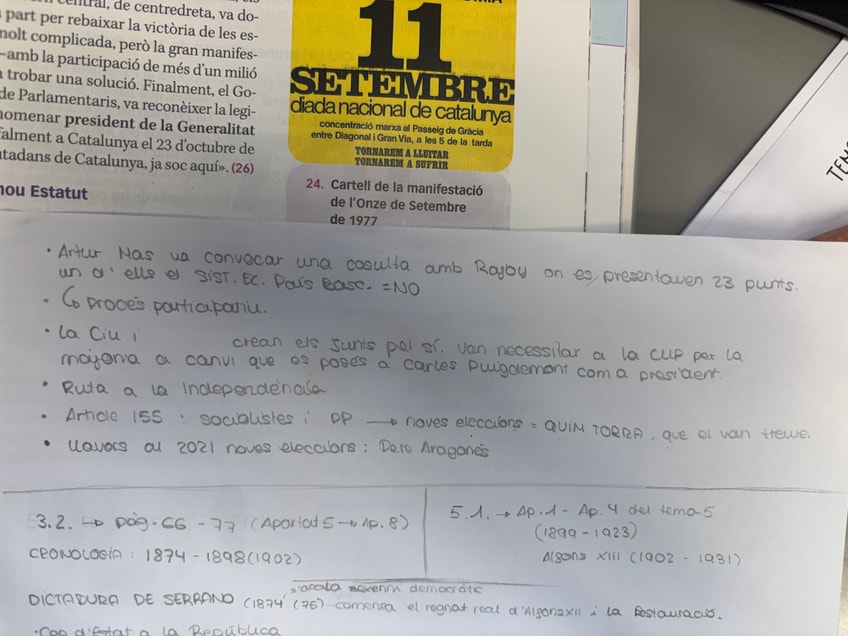 central, de centredreta, va do-
part per rebaixar la victòria de les es-
molt complicada, però la gran manifes-
–amb la participació de més d'un milió
trobar una solució. Finalment, el Go-
de Parlamentaris, va reconèixer la legi-
nomenar president de la Generalitat
alment a Catalunya el 23 d'octubre de
tadans de Catalunya, ja soc aquí». (26)
nou Estatut
11
SETEMBRE
diada nacional de catalunya
concentració marxa al Passeig de Gràcia
entre Diagonal i Gran Via, a les 5 de la tarda
TORNAREM A LLUITAR
TORNAREM A SUFRIR
24. Cartell de la manifestació
de l'Onze de Setembre
de 1977
TEMA
• Artur Mas va convocar una cosulta amb Rajoy on es presentaven 23 punts.
un d'ells el SIST. EC. País Basc. = NO
• ↳ procés participariu.
• La Ciu i crean els Junts pel sí. Van necessitar a la CUP per la
majoria a canvi que es posés a Carles Puigdemont com a president.
• Ruta a la Independència
• Article 155 : socialistes i PP → noves eleccions = QUIM TORRA, que el van treure.
• Llavors al 2021 noves eleccions : Pere Aragonés
3.2. ↳ pàg. 66 - 77 (Apartat 5 → Ap. 8)
CRONOLOGÍA : 1874 - 1898 (1902)
5.1. → Ap. 1 - Ap. 4 del tema 5
(1899 - 1923)
Alfons XIII (1902 - 1931)
s'acaba sexenni democràtic
DICTADURA DE SERRANO (1874 (75) - comença el regnat real d'Alfons XII i la Restauració.
• Cop d'Estat a la República